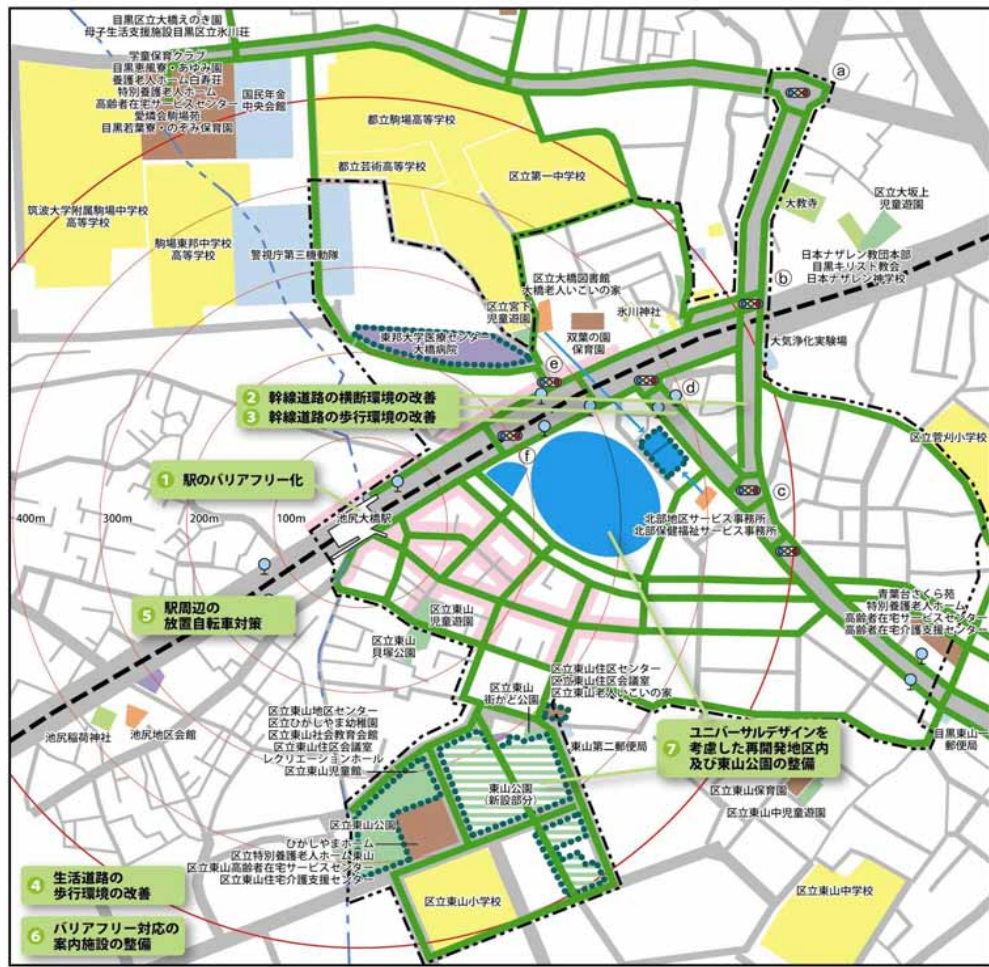 目黒区立大橋えのき園
母子生活支援施設目黒区立氷川荘
学童保育クラブ
目黒恵風寮・あゆみ園
養護老人ホーム白寿荘
特別養護老人ホーム
高齢者在宅サービスセンター
愛燐会駒場苑
目黒若葉寮・のぞみ保育園
国民年金
中央会館
都立駒場高等学校
都立芸術高等学校
区立第一中学校
筑波大学附属駒場中学校
高等学校
駒場東邦中学校
高等学校
警視庁第三機動隊
ⓐ
大教寺
区立大坂上
児童遊園
日本ナザレン教団本部
目黒キリスト教会
日本ナザレン神学校
ⓑ
区立大橋図書館
大橋老人いこいの家
区立宮下
児童遊園
氷川神社
双葉の園
保育園
東邦大学医療センター
大橋病院
大気浄化実験場
ⓔ
ⓓ
2 幹線道路の横断環境の改善
3 幹線道路の歩行環境の改善
区立菅刈小学校
ⓕ
1 駅のバリアフリー化
ⓒ
400m
300m
200m
100m
池尻大橋駅
北部地区サービス事務所
北部保健福祉サービス事務所
5 駅周辺の
放置自転車対策
青葉台さくら苑
特別養護老人ホーム
高齢者在宅サービスセンター
高齢者在宅介護支援センター
区立東山
児童遊園
区立東山
貝塚公園
区立東山住区センター
区立東山住区会議室
区立東山老人いこいの家
区立東山
街かど公園
池尻稲荷神社
池尻地区会館
区立東山地区センター
区立ひがしやま幼稚園
区立東山社会教育会館
区立東山住区会議室
レクリエーションホール
区立東山児童館
東山第二郵便局
7 ユニバーサルデザインを
考慮した再開発地区内
及び東山公園の整備
目黒東山一
郵便局
東山公園
(新設部分)
区立東山保育園
区立東山中児童遊園
区立東山公園
ひがしやまホーム
区立特別養護老人ホーム東山
区立東山高齢者在宅サービスセンター
区立東山住宅介護支援センター
4 生活道路の
歩行環境の改善
区立東山小学校
区立東山中学校
6 バリアフリー対応の
案内施設の整備